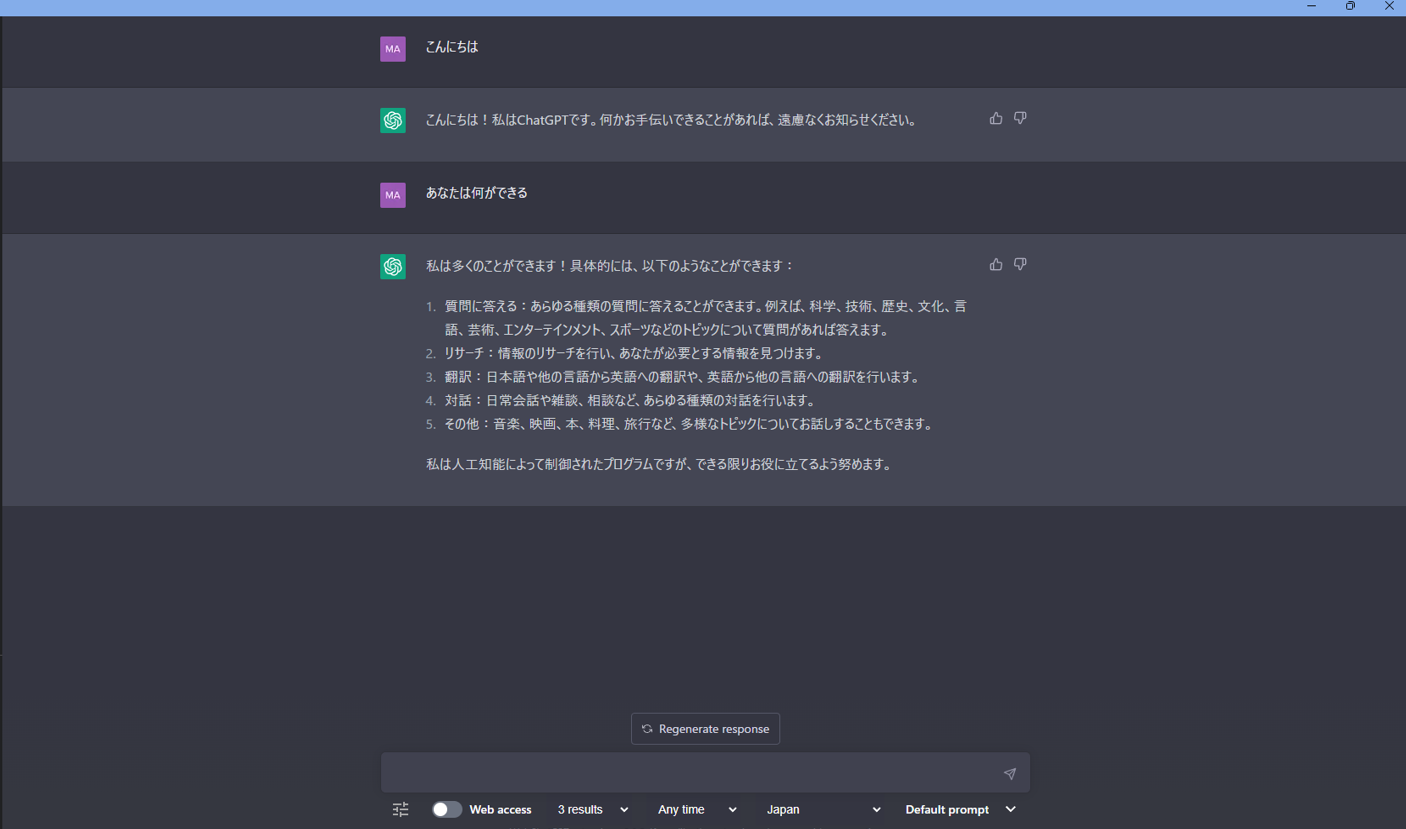 MA
こんにちは
こんにちは！私はChatGPTです。何かお手伝いできることがあれば、遠慮なくお知らせください。
MA
あなたは何ができる
私は多くのことができます！具体的には、以下のようなことができます：
1. 質問に答える：あらゆる種類の質問に答えることができます。例えば、科学、技術、歴史、文化、言
語、芸術、エンターテインメント、スポーツなどのトピックについて質問があれば答えます。
2. リサーチ：情報のリサーチを行い、あなたが必要とする情報を見つけます。
3. 翻訳：日本語や他の言語から英語への翻訳や、英語から他の言語への翻訳を行います。
4. 対話：日常会話や雑談、相談など、あらゆる種類の対話を行います。
5. その他：音楽、映画、本、料理、旅行など、多様なトピックについてお話しすることもできます。
私は人工知能によって制御されたプログラムですが、できる限りお役に立てるよう努めます。
Regenerate response
Web access 3 results Any time Japan Default prompt